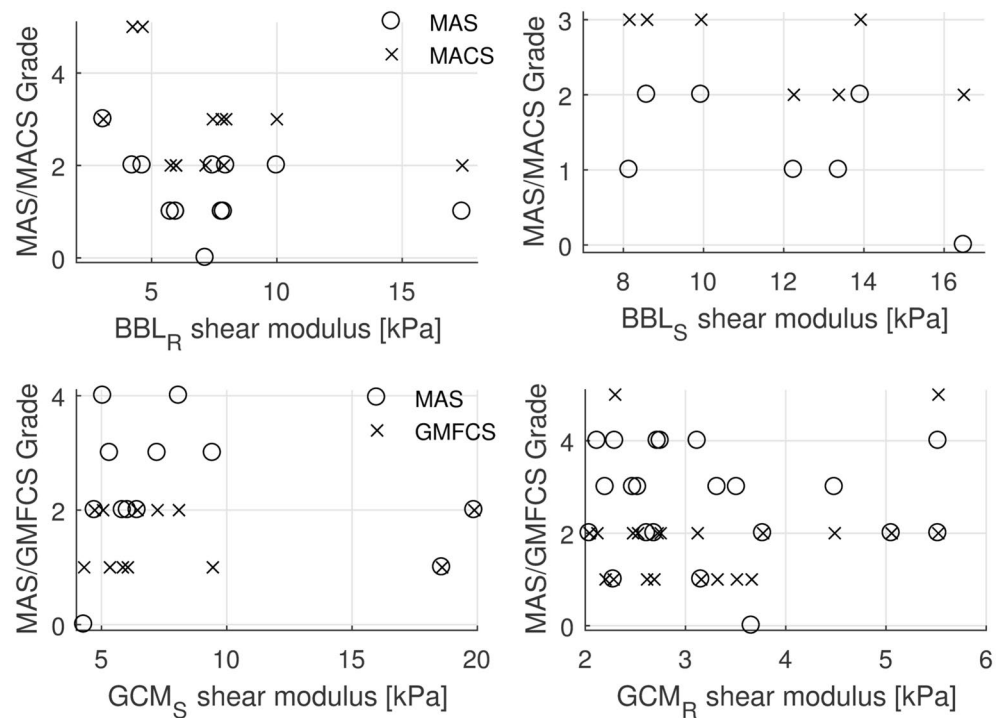 MAS/MACS Grade
4
2
0
5
10
15
BBL_R shear modulus [kPa]
MAS
MACS
MAS/MACS Grade
3
2
1
0
8
10
12
14
16
BBL_S shear modulus [kPa]
MAS/GMFCS Grade
4
2
0
5
10
15
20
GCM_S shear modulus [kPa]
MAS
GMFCS
MAS/GMFCS Grade
4
2
0
2
3
4
5
6
GCM_R shear modulus [kPa]